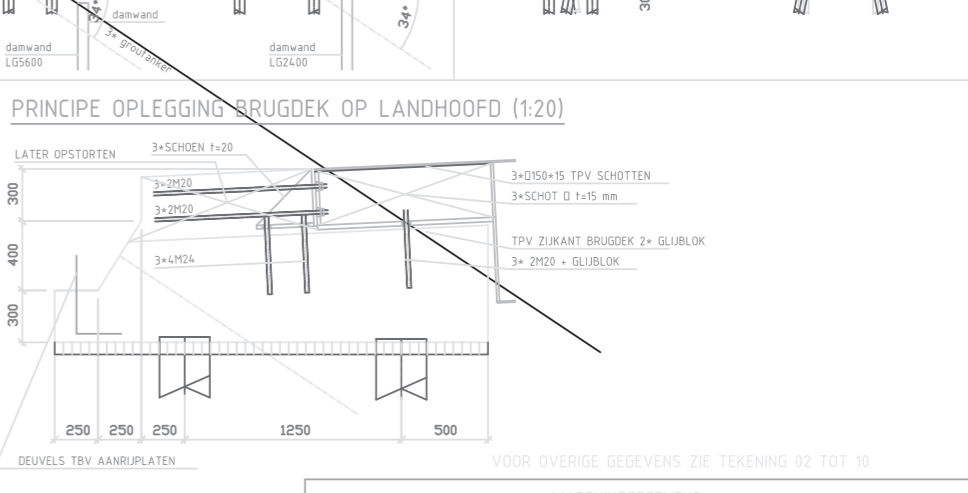 34*
damwand
3* groutanker
34*
30
damwand
LG5600
damwand
LG2400
PRINCIPE OPLEGGING BRUGDEK OP LANDHOOFD (1:20)
LATER OPSTORTEN
3*SCHOEN t=20
300
3*2M20
3*2M20
3*□150*15 TPV SCHOTTEN
3*SCHOT □ t=15 mm
400
3*4M24
TPV ZIJKANT BRUGDEK 2* GLIJBLOK
3* 2M20 + GLIJBLOK
300
250 250 250 1250 500
DEUVELS TBV AANRIJPLATEN
VOOR OVERIGE GEGEVENS ZIE TEKENING 02 TOT 10